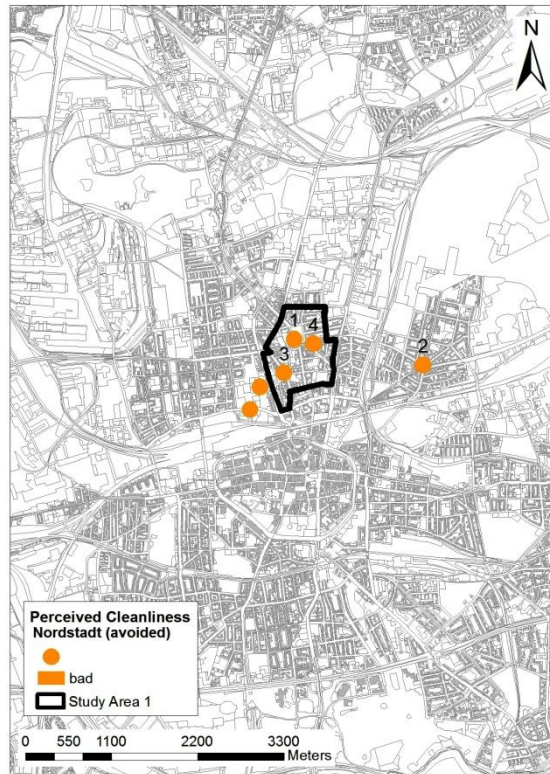 N
1
4
3
2
Perceived Cleanliness
Nordstadt (avoided)
bad
Study Area 1
0 550 1100 2200 3300
Meters